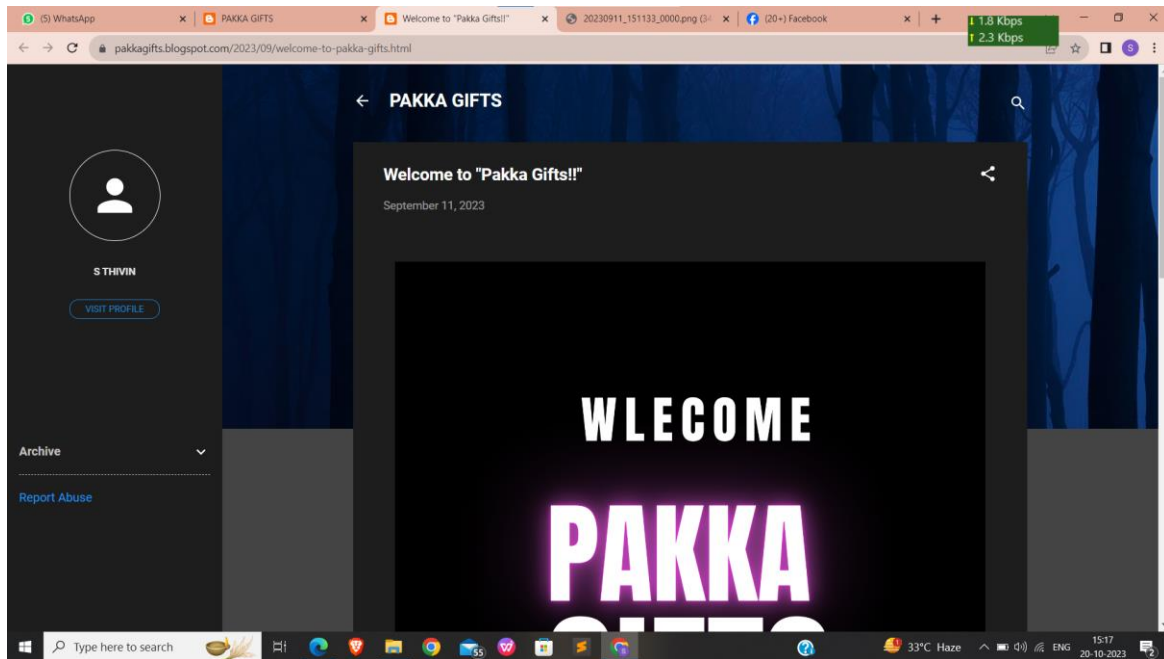 (5) WhatsApp
PAKKA GIFTS
Welcome to "Pakka Gifts!!"
20230911_151133_0000.png (3
(20+) Facebook
1.8 Kbps
2.3 Kbps
pakkagifts.blogspot.com/2023/09/welcome-to-pakka-gifts.html
S
PAKKA GIFTS
Welcome to "Pakka Gifts!!"
September 11, 2023
S THIVIN
VISIT PROFILE
Archive
Report Abuse
WLECOME
PAKKA
GIFTS
Type here to search
55
33°C Haze
ENG
15:17
20-10-2023
2